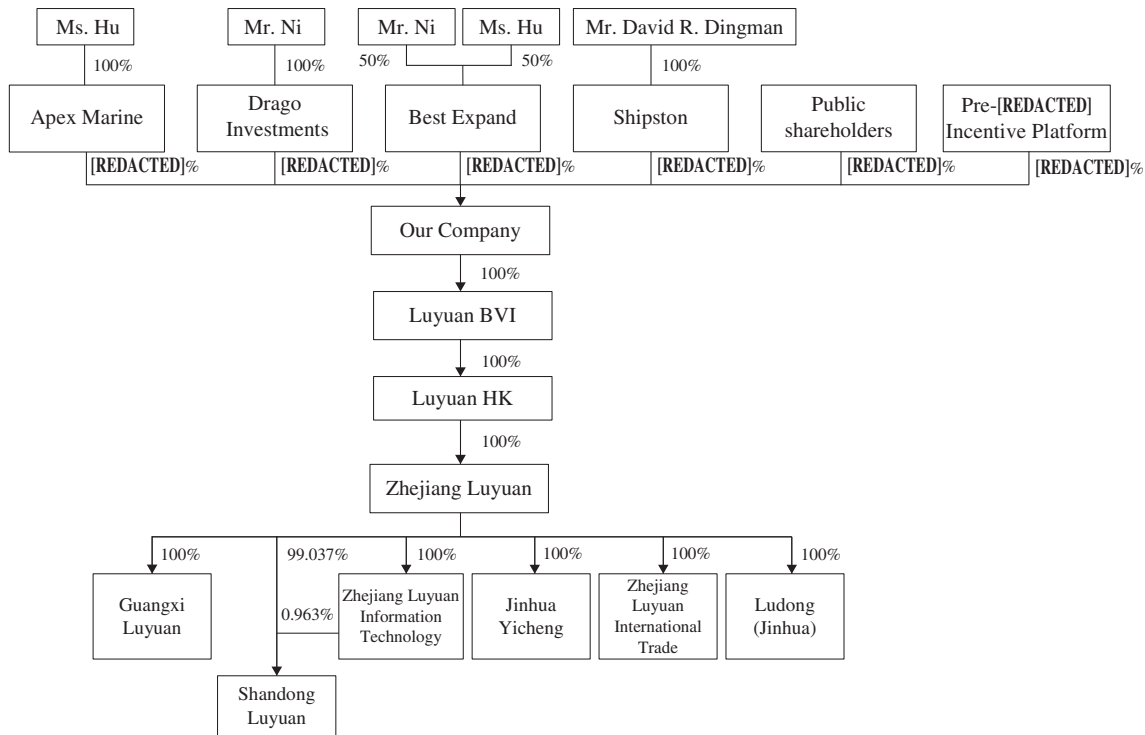 Ms. Hu
Mr. Ni
Mr. Ni
Ms. Hu
Mr. David R. Dingman
100%
100%
50%
50%
100%
Apex Marine
Drago
Investments
Best Expand
Shipston
Public
shareholders
Pre-[REDACTED]
Incentive Platform
[REDACTED]%
[REDACTED]%
[REDACTED]%
[REDACTED]%
[REDACTED]%
[REDACTED]%
Our Company
100%
Luyuan BVI
100%
Luyuan HK
100%
Zhejiang Luyuan
100%
99.037%
100%
100%
100%
100%
Guangxi
Luyuan
0.963%
Zhejiang Luyuan
Information
Technology
Jinhua
Yicheng
Zhejiang
Luyuan
International
Trade
Ludong
(Jinhua)
Shandong
Luyuan